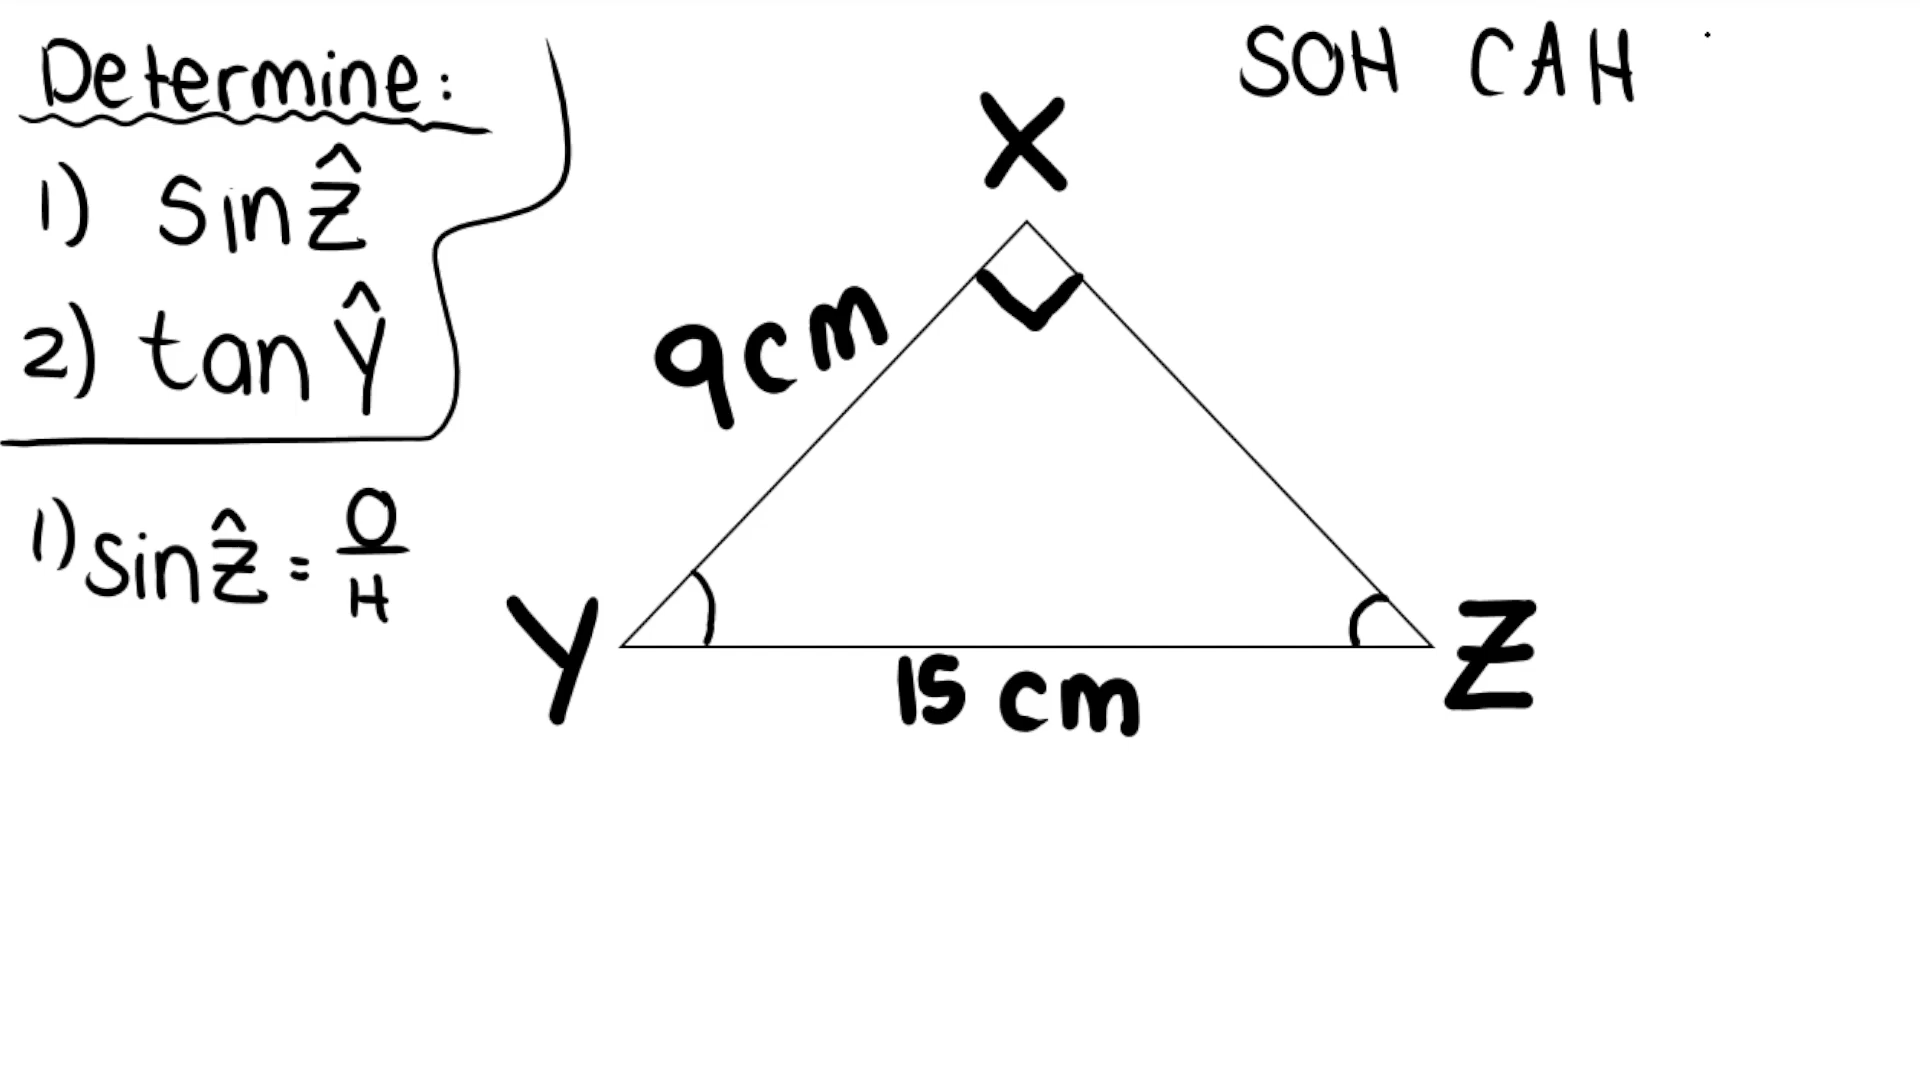 Determine:
1) sin Ẑ
2) tan Ŷ
1) sin Ẑ = O/H
SOH CAH
X
9cm
Y
Z
15 cm